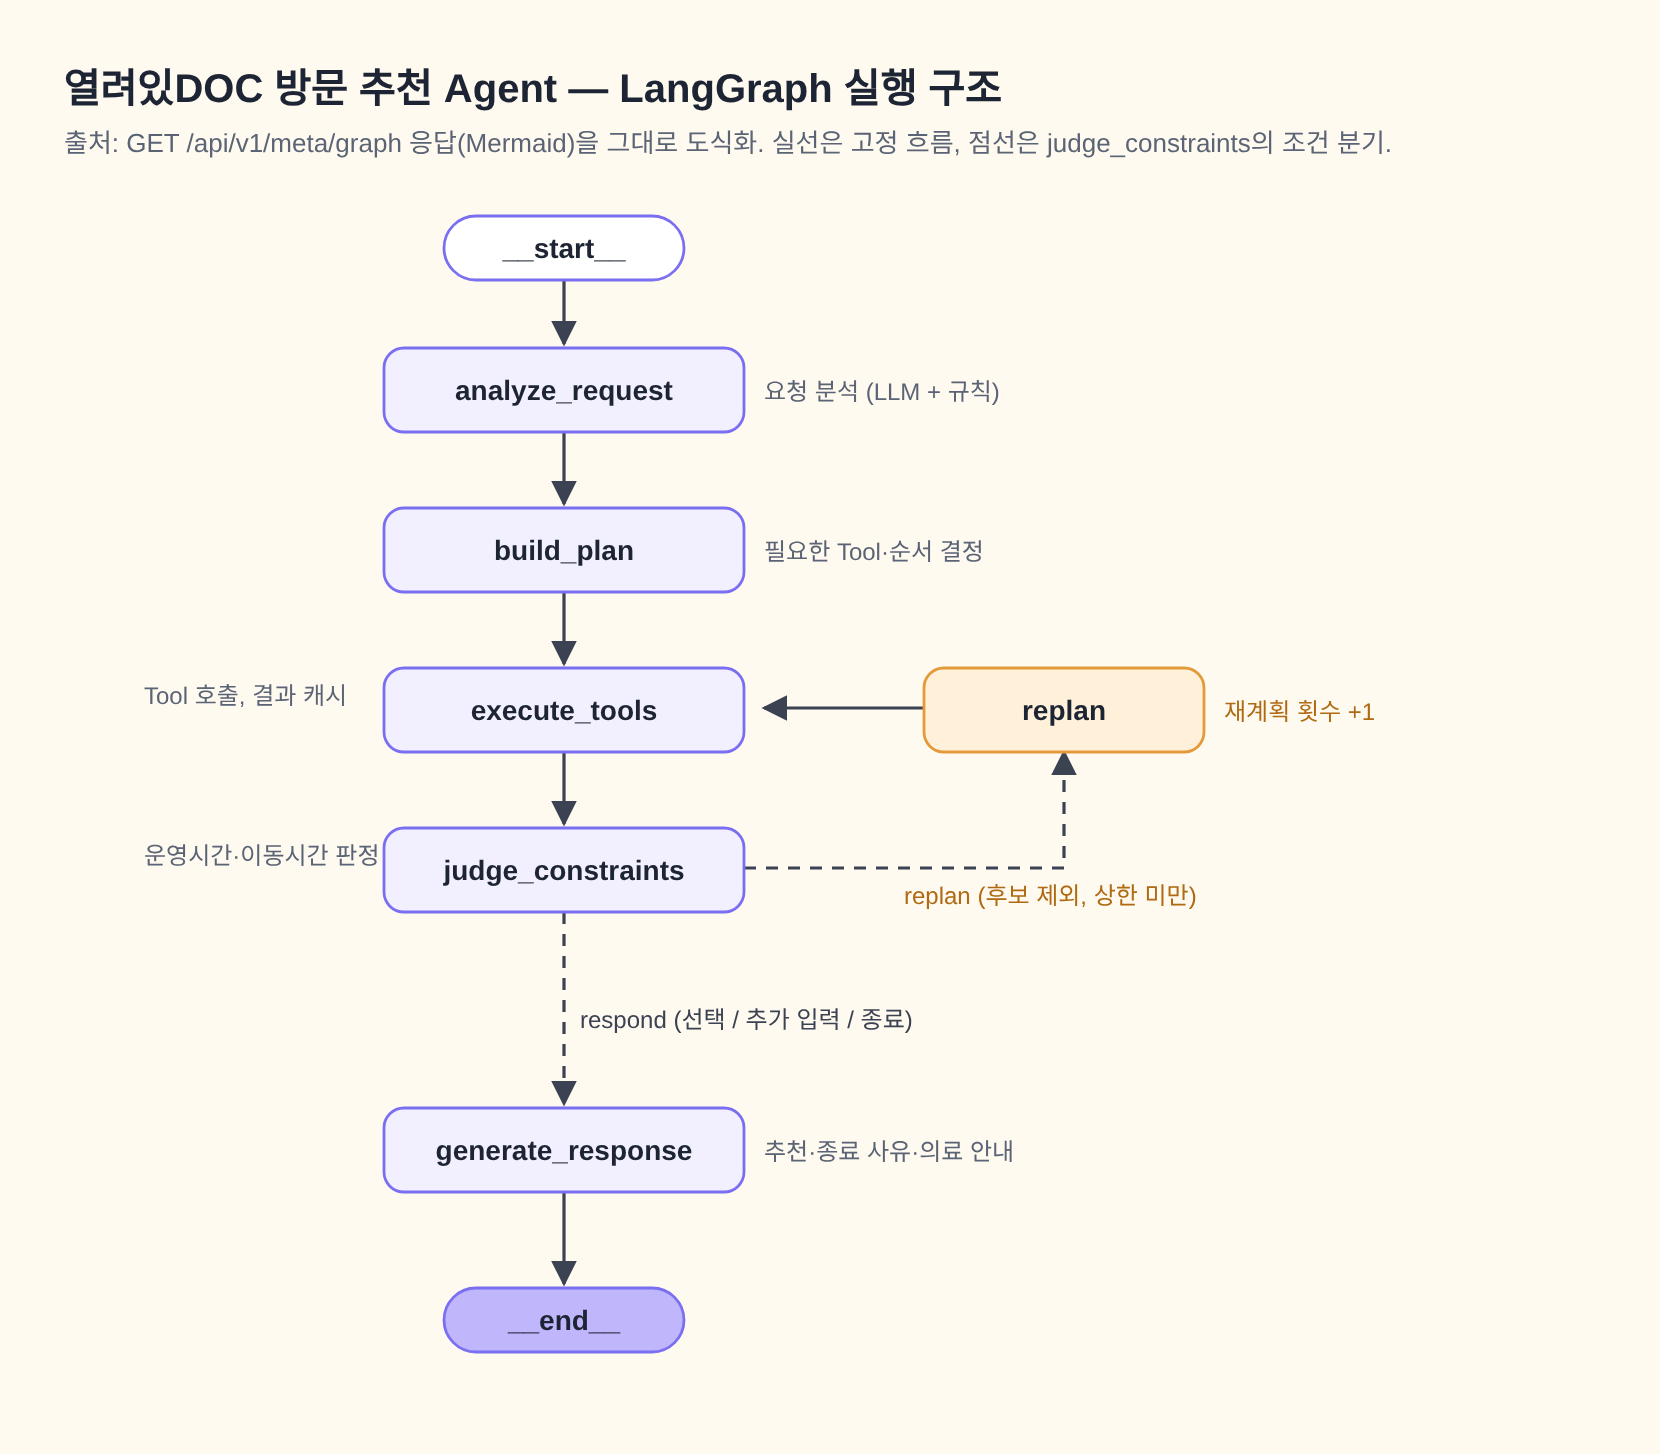 열려있DOC 방문 추천 Agent — LangGraph 실행 구조
출처: GET /api/v1/meta/graph 응답(Mermaid)을 그대로 도식화. 실선은 고정 흐름, 점선은 judge_constraints의 조건 분기.
__start__
analyze_request
요청 분석 (LLM + 규칙)
build_plan
필요한 Tool·순서 결정
Tool 호출, 결과 캐시
execute_tools
replan
재계획 횟수 +1
운영시간·이동시간 판정
judge_constraints
replan (후보 제외, 상한 미만)
respond (선택 / 추가 입력 / 종료)
generate_response
추천·종료 사유·의료 안내
__end__